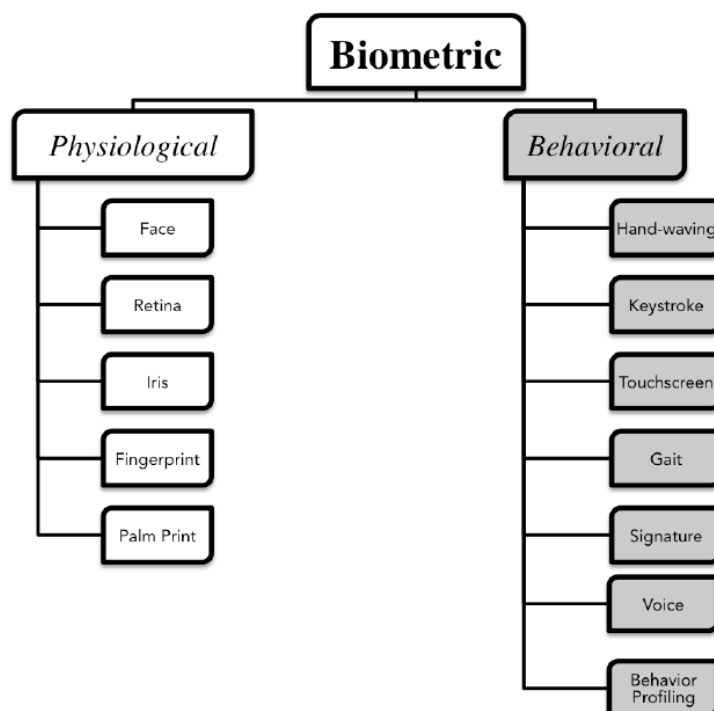 Biometric
Physiological
Behavioral
Face
Retina
Iris
Fingerprint
Palm Print
Hand-waving
Keystroke
Touchscreen
Gait
Signature
Voice
Behavior
Profiling